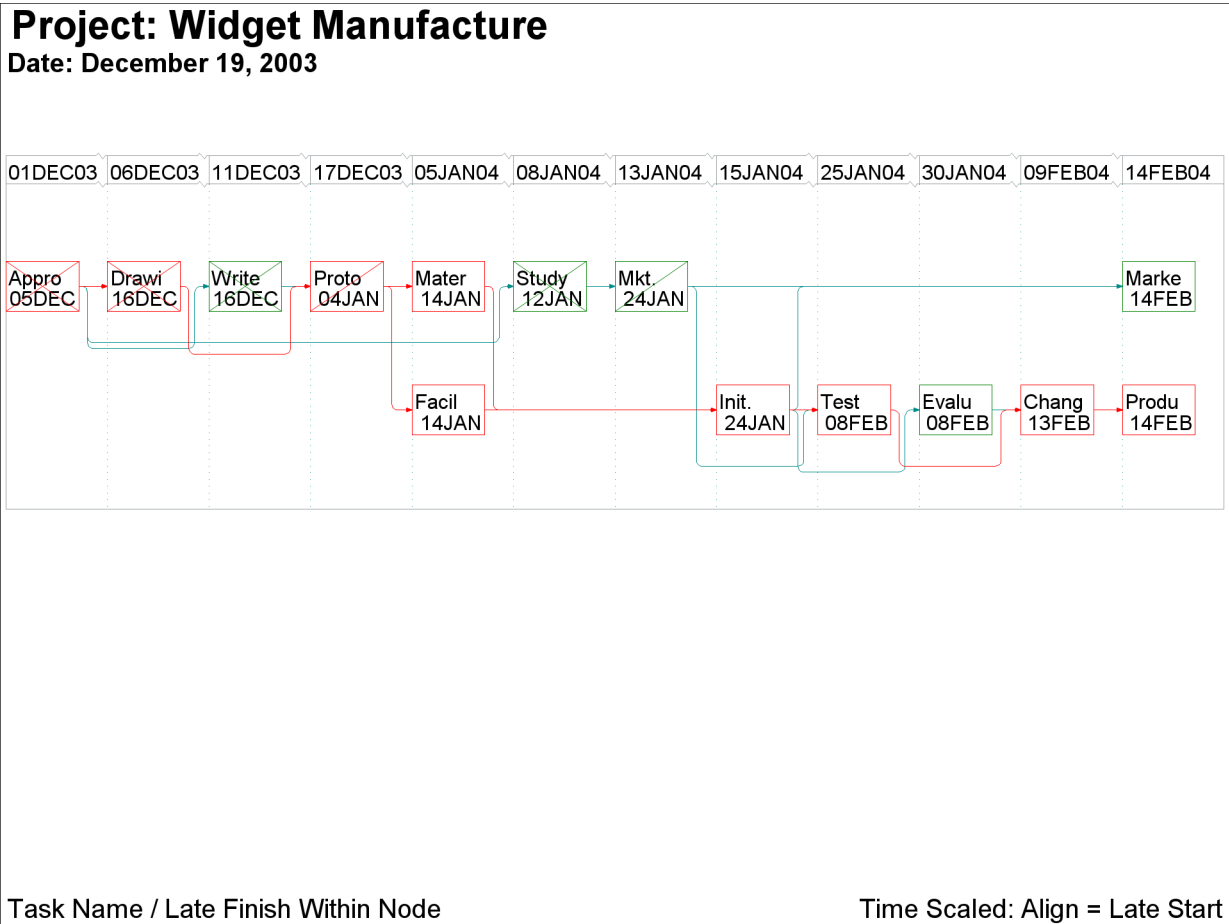 Project: Widget Manufacture
Date: December 19, 2003
01DEC03 06DEC03 11DEC03 17DEC03 05JAN04 08JAN04 13JAN04 15JAN04 25JAN04 30JAN04 09FEB04 14FEB04
Appro Drawi Write Proto Mater Study Mkt. Marke
05DEC 16DEC 16DEC 04JAN 14JAN 12JAN 24JAN 14FEB
Facil Init. Test Evalu Chang Produ
14JAN 24JAN 08FEB 08FEB 13FEB 14FEB
Task Name / Late Finish Within Node Time Scaled: Align = Late Start